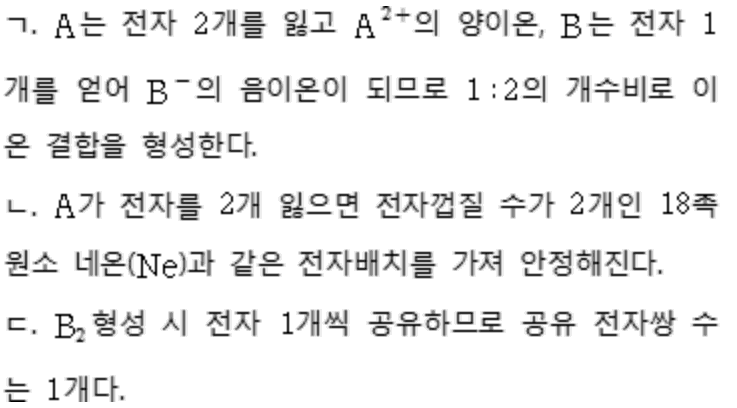 ㄱ. A는 전자 2개를 잃고 A²⁺의 양이온, B는 전자 1
개를 얻어 B⁻의 음이온이 되므로 1:2의 개수비로 이
온 결합을 형성한다.
ㄴ. A가 전자를 2개 잃으면 전자껍질 수가 2개인 18족
원소 네온(Ne)과 같은 전자배치를 가져 안정해진다.
ㄷ. B₂형성 시 전자 1개씩 공유하므로 공유 전자쌍 수
는 1개다.